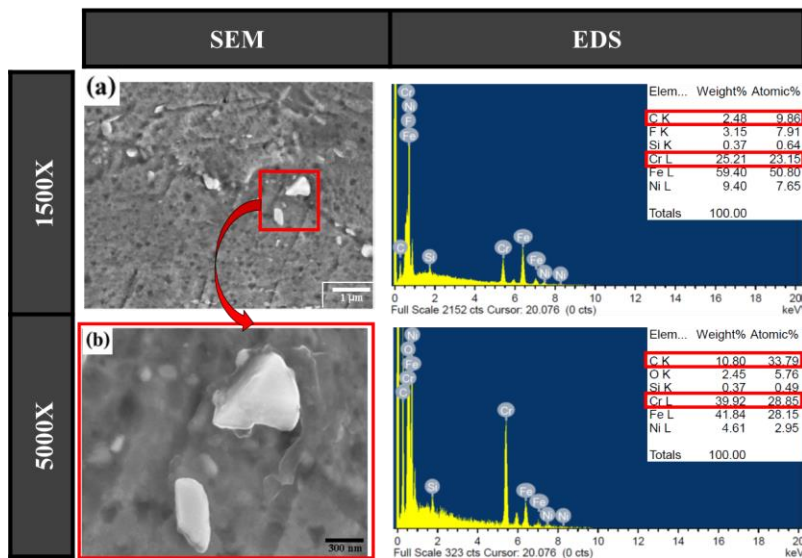 SEM
EDS
1500X
(a)
1 µm
Cr
Ni
F
Fe
C
Si
Cr
Fe
Fe
Ni
Ni
0 2 4 6 8 10 12 14 16 18 20
keV
Full Scale 2152 cts Cursor: 20.076 (0 cts)
Elem... Weight% Atomic%
C K 2.48 9.86
F K 3.15 7.91
Si K 0.37 0.64
Cr L 25.21 23.15
Fe L 59.40 50.80
Ni L 9.40 7.65
Totals 100.00
5000X
(b)
300 nm
Ni
O
Fe
Cr
C
Si
Cr
Fe
Fe
Ni
Ni
0 2 4 6 8 10 12 14 16 18 20
keV
Full Scale 323 cts Cursor: 20.076 (0 cts)
Elem... Weight% Atomic%
C K 10.80 33.79
O K 2.45 5.76
Si K 0.37 0.49
Cr L 39.92 28.85
Fe L 41.84 28.15
Ni L 4.61 2.95
Totals 100.00